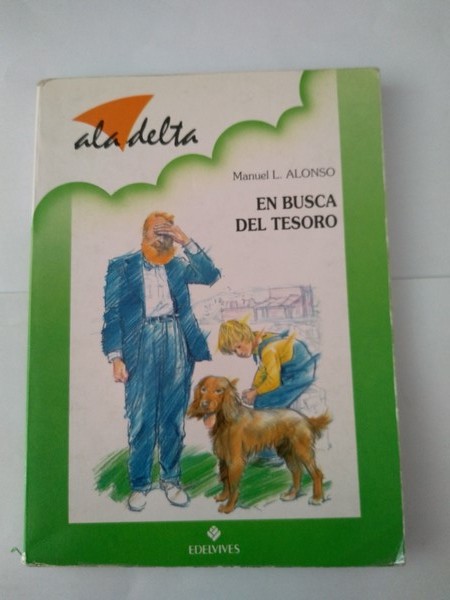 ala delta
Manuel L. ALONSO
EN BUSCA
DEL TESORO
EDELVIVES